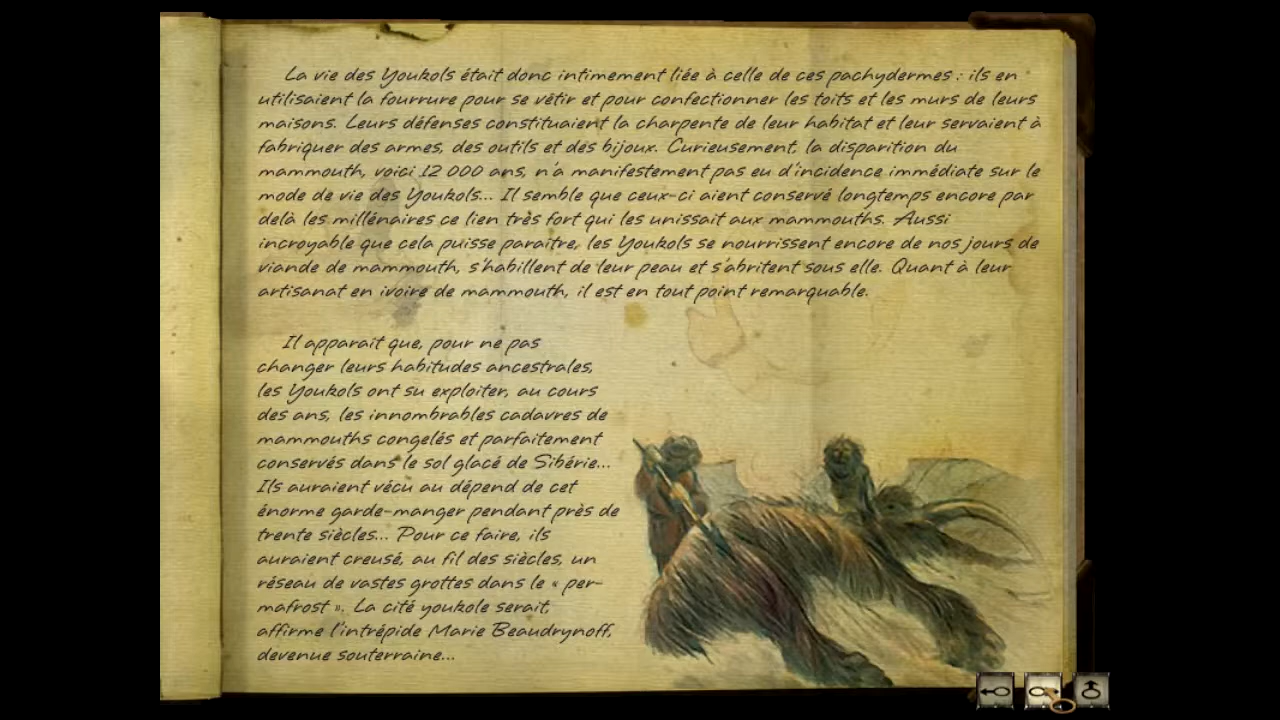 La vie des Youkols était donc intimement liée à celle de ces pachydermes : ils en
utilisaient la fourrure pour se vêtir et pour confectionner les toits et les murs de leurs
maisons. Leurs défenses constituaient la charpente de leur habitat et leur servaient à
fabriquer des armes, des outils et des bijoux. Curieusement, la disparition du
mammouth, voici 12 000 ans, n'a manifestement pas eu d'incidence immédiate sur le
mode de vie des Youkols... Il semble que ceux-ci aient conservé longtemps encore par
delà les millénaires ce lien très fort qui les unissait aux mammouths. Aussi
incroyable que cela puisse paraitre, les Youkols se nourrissent encore de nos jours de
viande de mammouth, s'habillent de leur peau et s'abritent sous elle. Quant à leur
artisanat en ivoire de mammouth, il est en tout point remarquable.
Il apparait que, pour ne pas
changer leurs habitudes ancestrales,
les Youkols ont su exploiter, au cours
des ans, les innombrables cadavres de
mammouths congelés et parfaitement
conservés dans le sol glacé de Sibérie...
Ils auraient vécu au dépend de cet
énorme garde-manger pendant près de
trente siècles... Pour ce faire, ils
auraient creusé, au fil des siècles, un
réseau de vastes grottes dans le « per-
mafrost ». La cité youkole serait,
affirme l'intrépide Marie Beaudrynoff,
devenue souterraine...